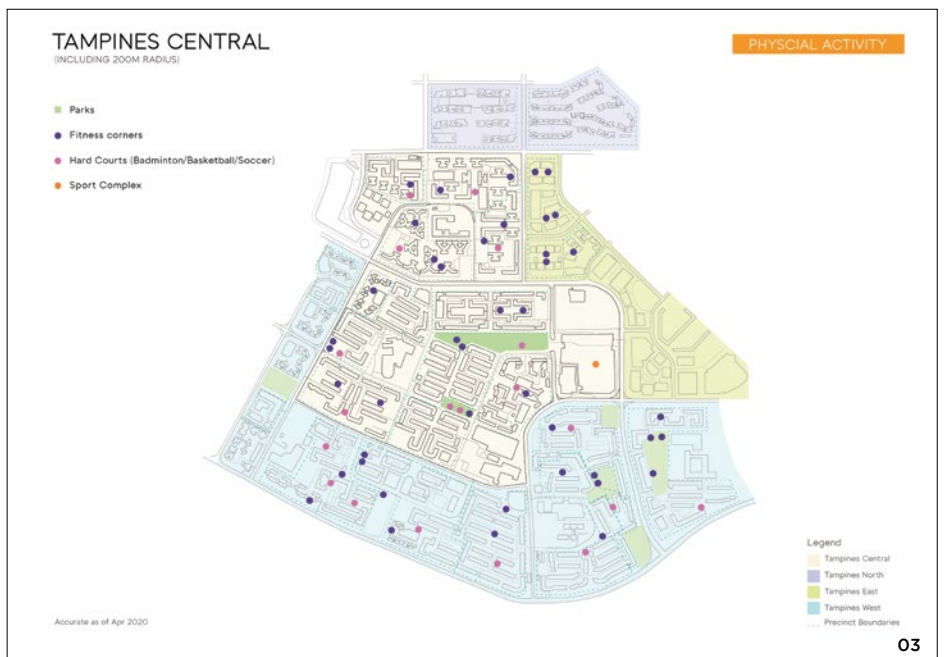 TAMPINES CENTRAL
(INCLUDING 200M RADIUS)
PHYSCIAL ACTIVITY
Parks
Fitness corners
Hard Courts (Badminton/Basketball/Soccer)
Sport Complex
Legend
Tampines Central
Tampines North
Tampines East
Tampines West
Precinct Boundaries
Accurate as of Apr 2020
03